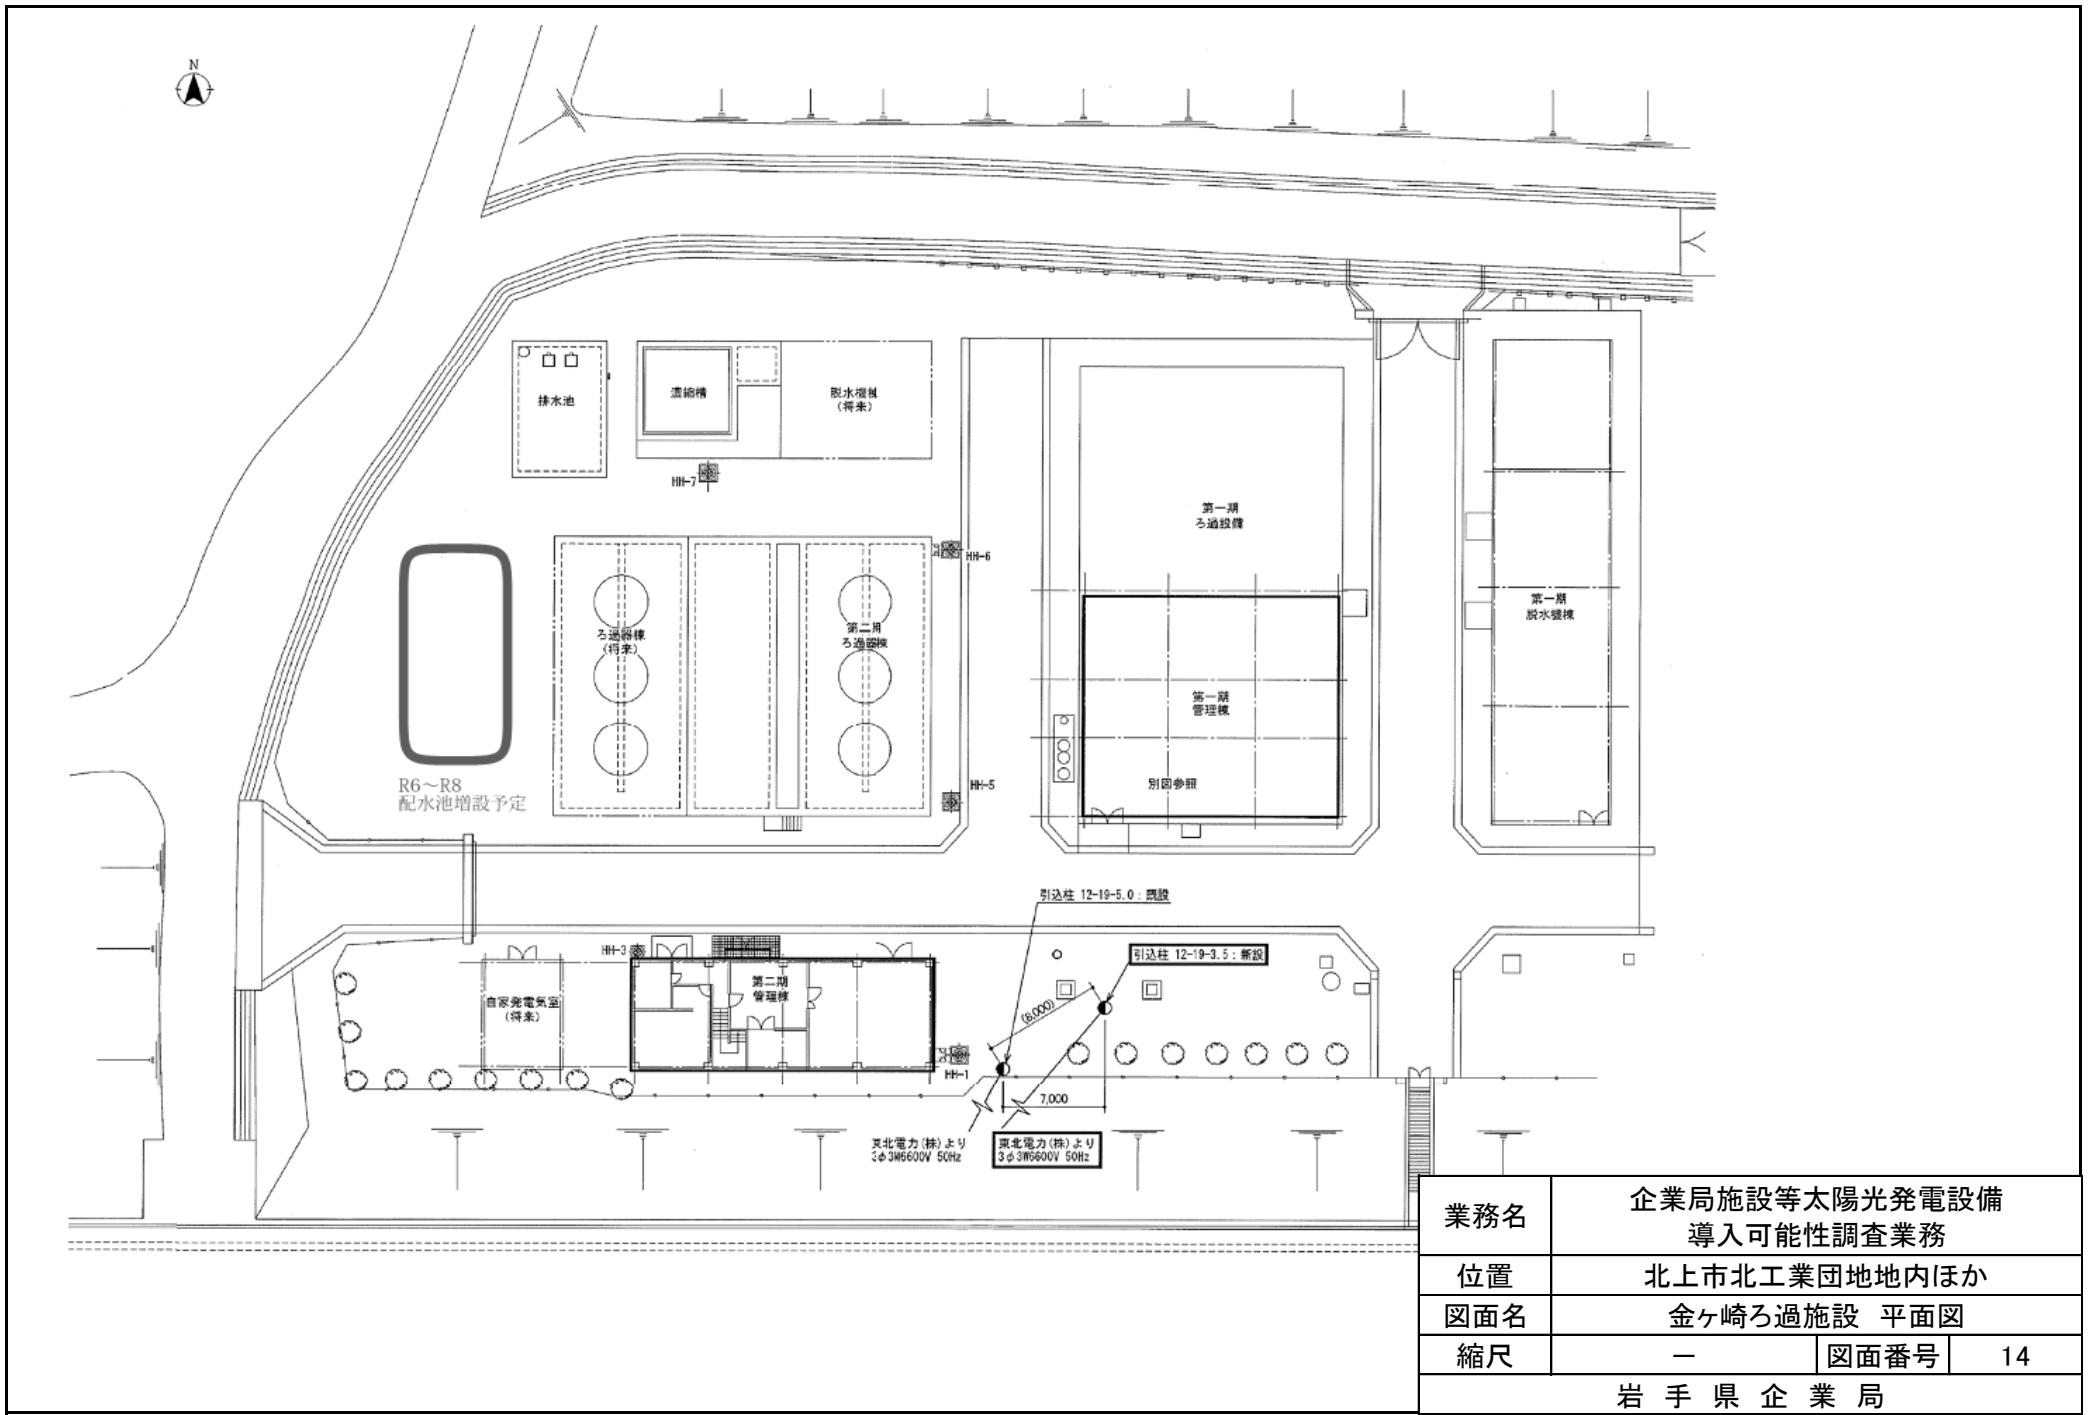 N
排水池
濃縮槽
脱水機棟
(将来)
HH-7
第一期
ろ過設備
HH-6
第一期
脱水機棟
ろ過器棟
(将来)
第二期
ろ過器棟
第一期
管理棟
別図参照
R6～R8
配水池増設予定
HH-5
引込柱 12-19-5.0：既設
引込柱 12-19-3.5：新設
HH-3
第二期
管理棟
自家発電気室
(将来)
(8,000)
HH-1
7,000
東北電力(株)より
3φ3W6600V 50Hz
東北電力(株)より
3φ3W6600V 50Hz
業務名 企業局施設等太陽光発電設備
導入可能性調査業務
位置 北上市北工業団地地内ほか
図面名 金ヶ崎ろ過施設 平面図
縮尺 － 図面番号 14
岩手県企業局